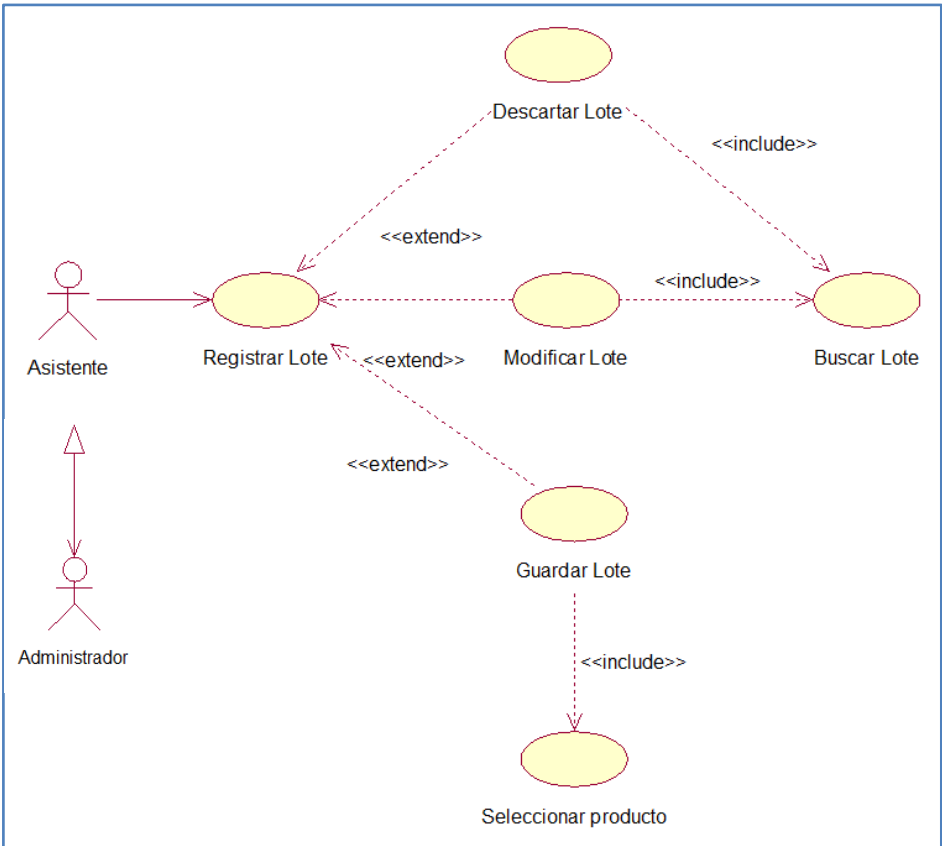 Descartar Lote
<<include>>
<<extend>>
<<include>>
Asistente
Registrar Lote
<<extend>>
Modificar Lote
Buscar Lote
<<extend>>
Guardar Lote
Administrador
<<include>>
Seleccionar producto